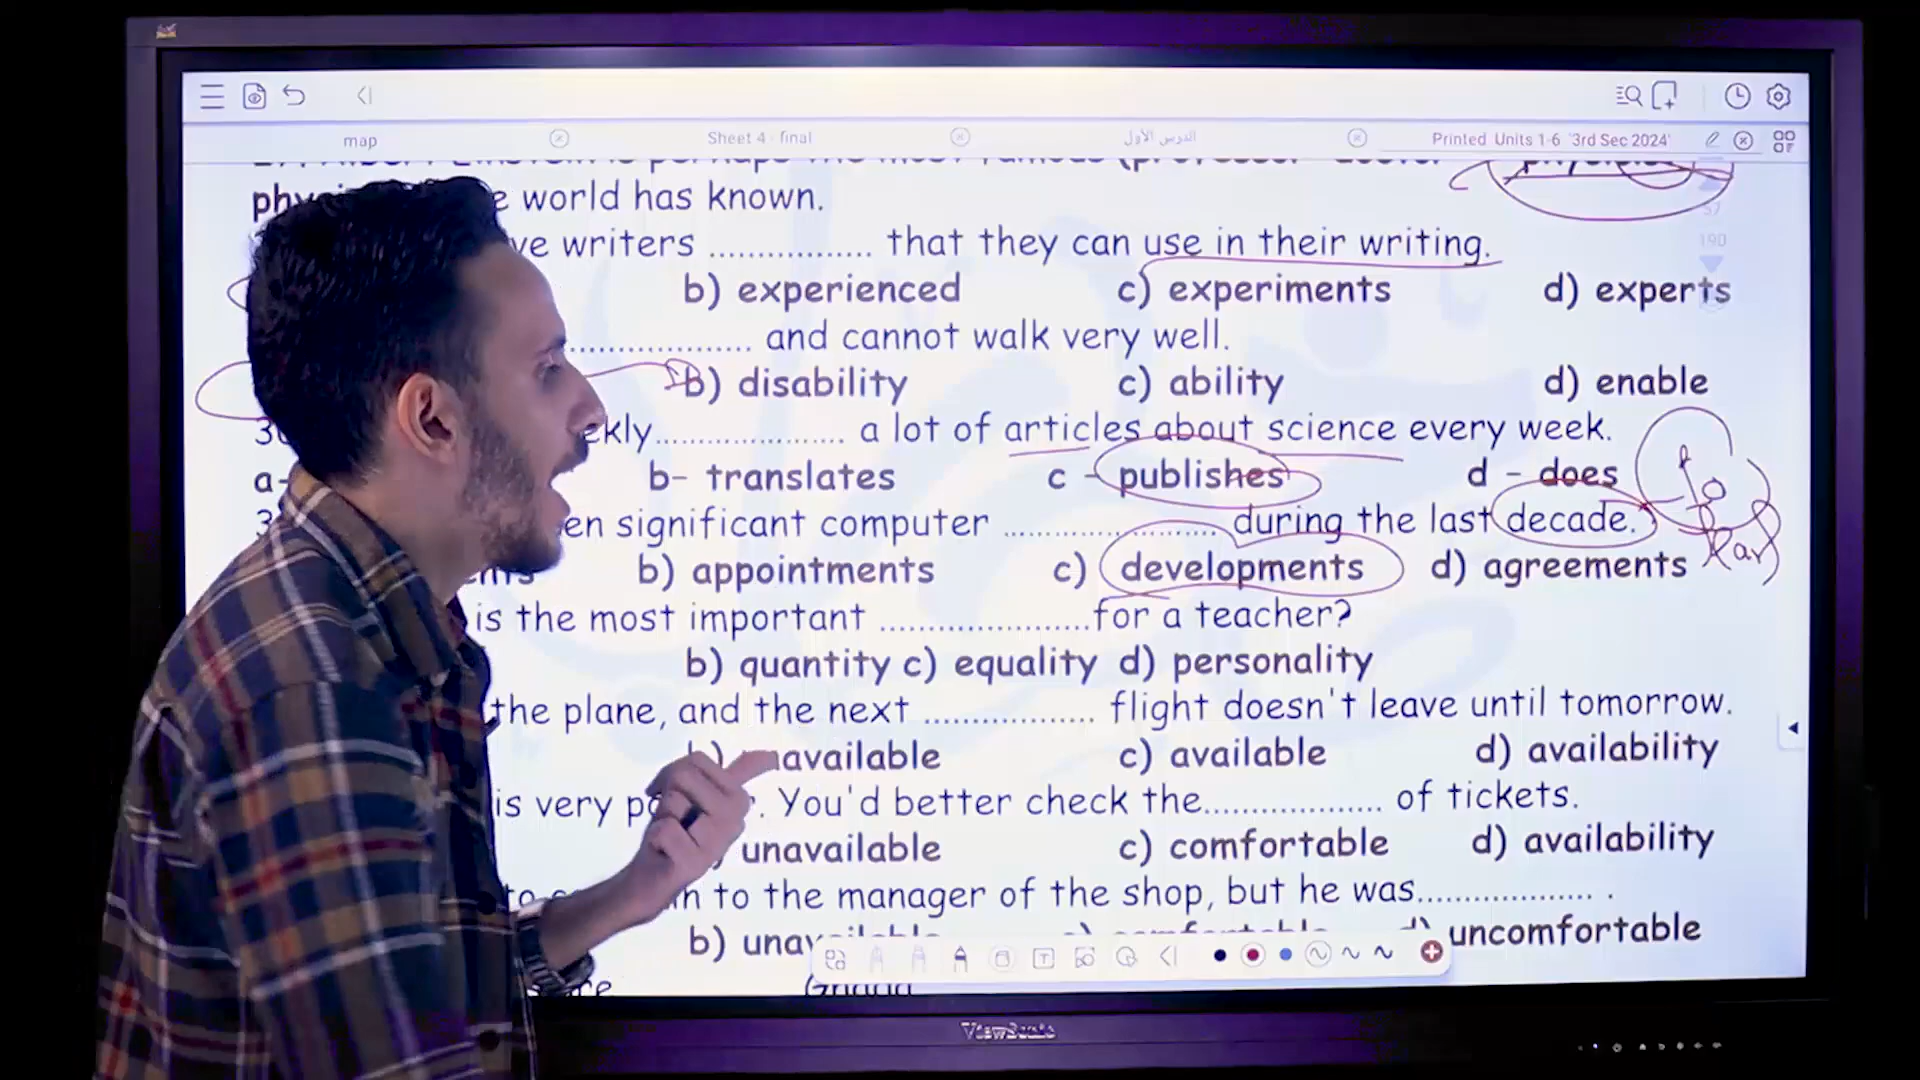 map
Sheet 4 - final
الدرس الأول
Printed Units 1-6 '3rd Sec 2024'
world has known.
writers ................ that they can use in their writing.
b) experienced c) experiments d) experts
.................... and cannot walk very well.
b) disability c) ability d) enable
.................... a lot of articles about science every week.
b- translates c - publishes d - does
significant computer ...................... during the last decade.
b) appointments c) developments d) agreements
is the most important ......................for a teacher?
b) quantity c) equality d) personality
the plane, and the next ................. flight doesn't leave until tomorrow.
c) available d) availability
is very You'd better check the.................. of tickets.
unavailable c) comfortable d) availability
to the manager of the shop, but he was.................. .
b) uncomfortable
57
190
ViewSonic